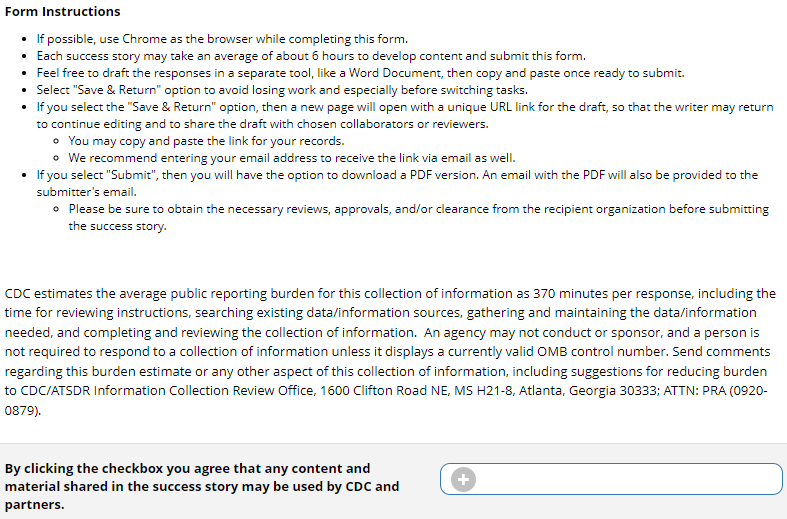 Form Instructions
• If possible, use Chrome as the browser while completing this form.
• Each success story may take an average of about 6 hours to develop content and submit this form.
• Feel free to draft the responses in a separate tool, like a Word Document, then copy and paste once ready to submit.
• Select "Save & Return" option to avoid losing work and especially before switching tasks.
• If you select the "Save & Return" option, then a new page will open with a unique URL link for the draft, so that the writer may return
to continue editing and to share the draft with chosen collaborators or reviewers.
◦ You may copy and paste the link for your records.
◦ We recommend entering your email address to receive the link via email as well.
• If you select "Submit", then you will have the option to download a PDF version. An email with the PDF will also be provided to the
submitter's email.
◦ Please be sure to obtain the necessary reviews, approvals, and/or clearance from the recipient organization before submitting
the success story.
CDC estimates the average public reporting burden for this collection of information as 370 minutes per response, including the
time for reviewing instructions, searching existing data/information sources, gathering and maintaining the data/information
needed, and completing and reviewing the collection of information.  An agency may not conduct or sponsor, and a person is
not required to respond to a collection of information unless it displays a currently valid OMB control number. Send comments
regarding this burden estimate or any other aspect of this collection of information, including suggestions for reducing burden
to CDC/ATSDR Information Collection Review Office, 1600 Clifton Road NE, MS H21-8, Atlanta, Georgia 30333; ATTN: PRA (0920-
0879).
By clicking the checkbox you agree that any content and
material shared in the success story may be used by CDC and
partners.